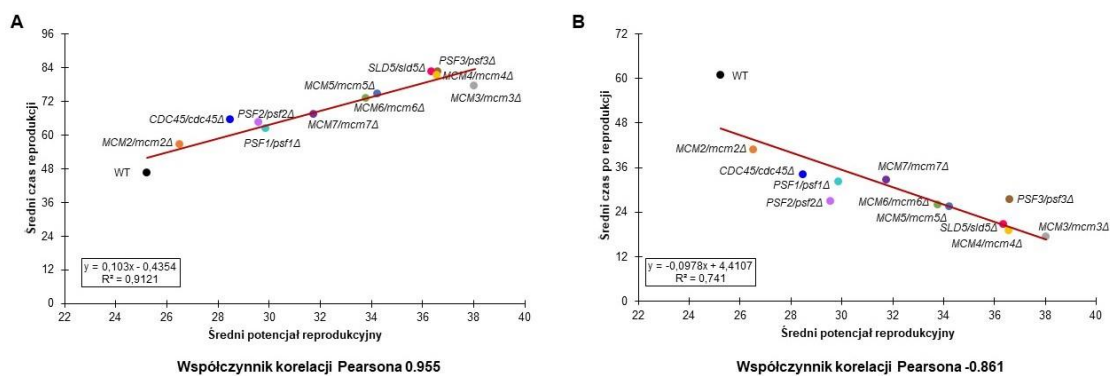 A
Średni czas reprodukcji
96
84
72
60
48
36
24
12
0
22 24 26 28 30 32 34 36 38 40
WT
MCM2/mcm2Δ
CDC45/cdc45Δ
PSF2/psf2Δ
PSF1/psf1Δ
MCM7/mcm7Δ
MCM5/mcm5Δ
MCM6/mcm6Δ
SLD5/sld5Δ
PSF3/psf3Δ
MCM4/mcm4Δ
MCM3/mcm3Δ
y = 0,103x - 0,4354
R² = 0,9121
Średni potencjał reprodukcyjny
Współczynnik korelacji Pearsona 0.955
B
Średni czas po reprodukcji
72
60
48
36
24
12
0
22 24 26 28 30 32 34 36 38 40
WT
MCM2/mcm2Δ
CDC45/cdc45Δ
PSF1/psf1Δ
PSF2/psf2Δ
MCM7/mcm7Δ
MCM6/mcm6Δ
MCM5/mcm5Δ
PSF3/psf3Δ
SLD5/sld5Δ
MCM4/mcm4Δ
MCM3/mcm3Δ
y = -0,0978x + 4,4107
R² = 0,741
Średni potencjał reprodukcyjny
Współczynnik korelacji Pearsona -0.861